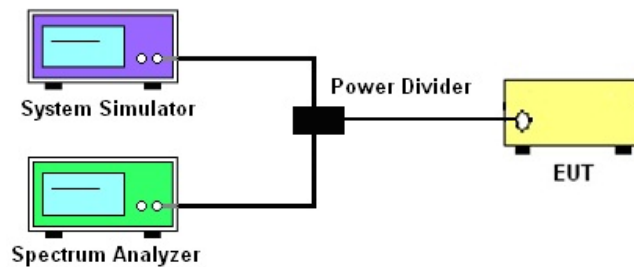 System Simulator
Power Divider
EUT
Spectrum Analyzer